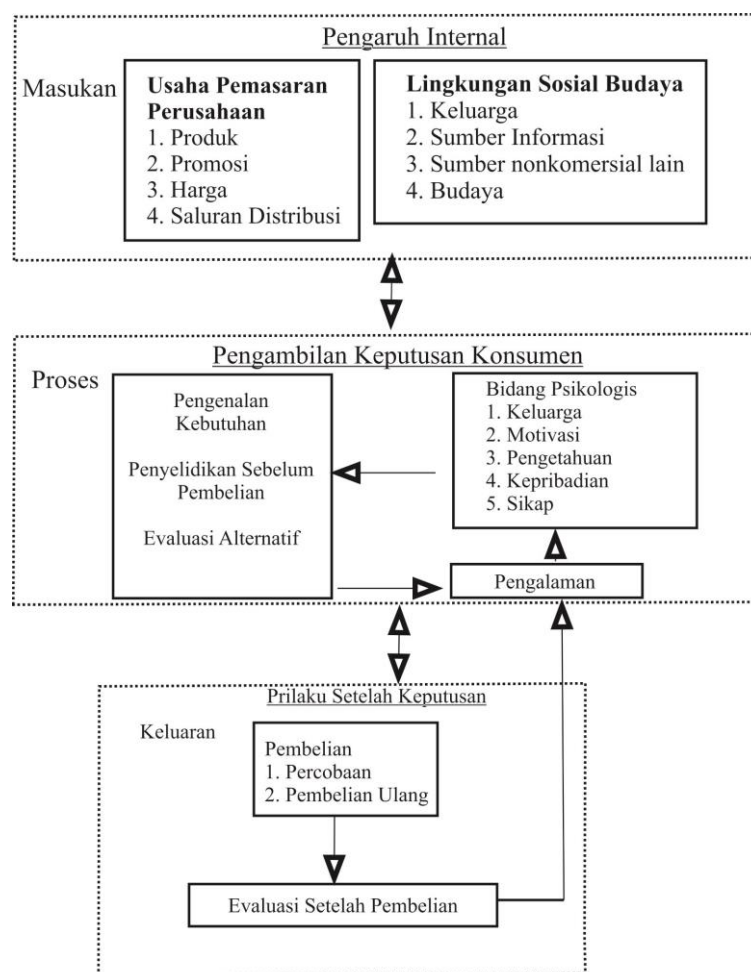 Pengaruh Internal
Masukan
Usaha Pemasaran
Perusahaan
1. Produk
2. Promosi
3. Harga
4. Saluran Distribusi
Lingkungan Sosial Budaya
1. Keluarga
2. Sumber Informasi
3. Sumber nonkomersial lain
4. Budaya
Pengambilan Keputusan Konsumen
Proses
Pengenalan
Kebutuhan
Penyelidikan Sebelum
Pembelian
Evaluasi Alternatif
Bidang Psikologis
1. Keluarga
2. Motivasi
3. Pengetahuan
4. Kepribadian
5. Sikap
Pengalaman
Prilaku Setelah Keputusan
Keluaran
Pembelian
1. Percobaan
2. Pembelian Ulang
Evaluasi Setelah Pembelian